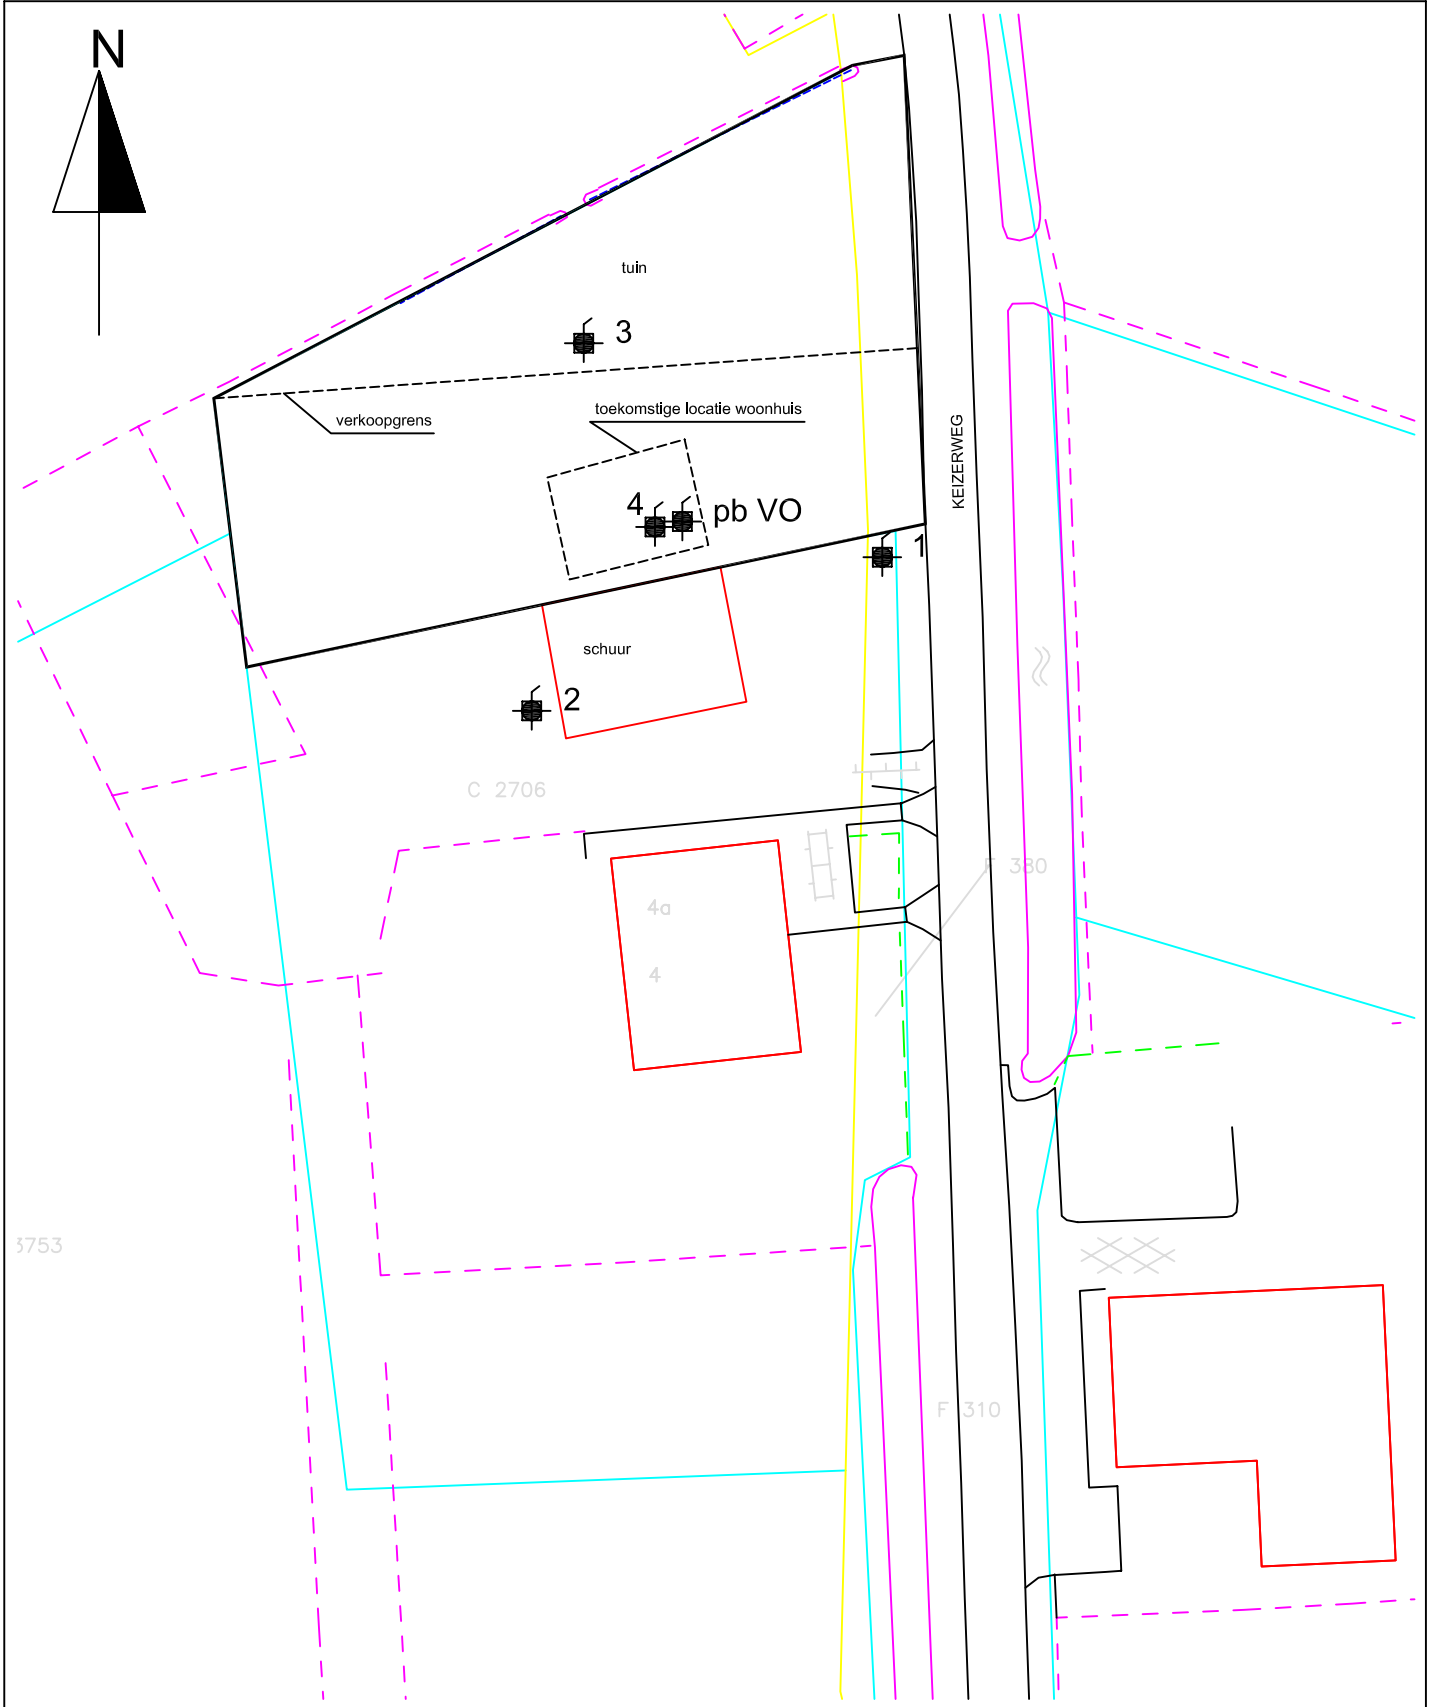 N
tuin
3
verkoopgrens
toekomstige locatie woonhuis
KEIZERWEG
4
pb VO
1
schuur
2
C 2706
F 380
4a
4
3753
F 310